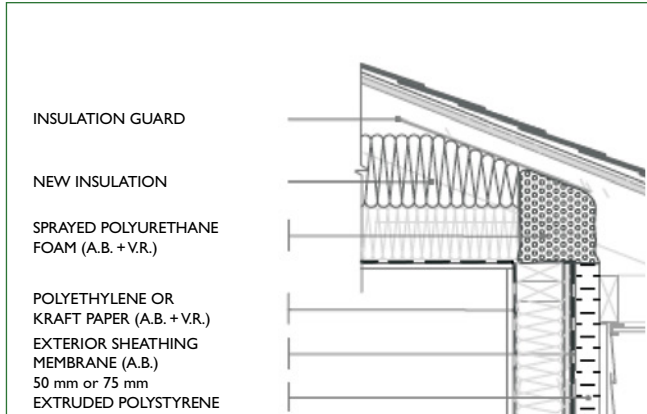 INSULATION GUARD
NEW INSULATION
SPRAYED POLYURETHANE
FOAM (A.B. + V.R.)
POLYETHYLENE OR
KRAFT PAPER (A.B. + V.R.)
EXTERIOR SHEATHING
MEMBRANE (A.B.)
50 mm or 75 mm
EXTRUDED POLYSTYRENE